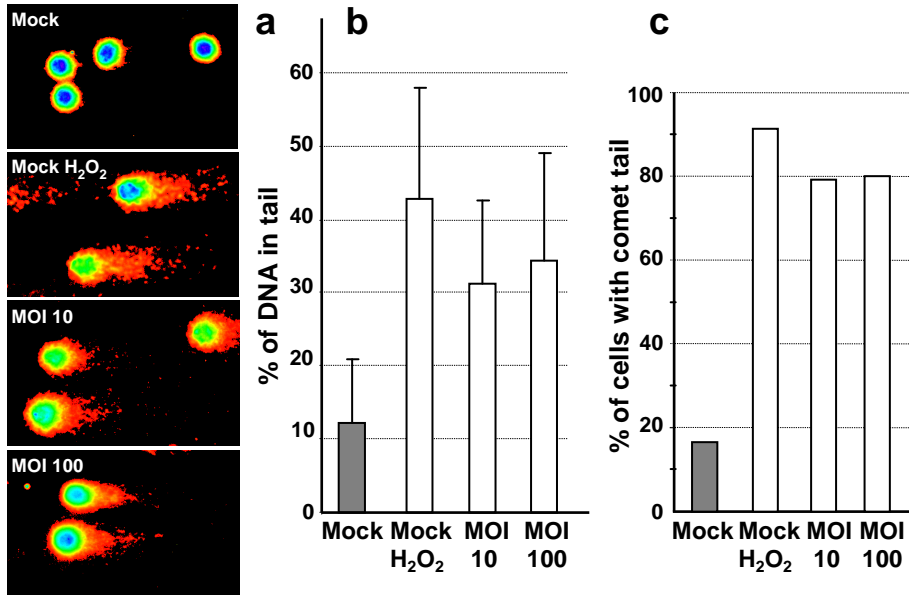 Mock
Mock H₂O₂
MOI 10
MOI 100
a
b
% of DNA in tail
60
50
40
30
20
10
0
Mock Mock MOI MOI
H₂O₂ 10 100
c
% of cells with comet tail
100
80
60
40
20
0
Mock Mock MOI MOI
H₂O₂ 10 100